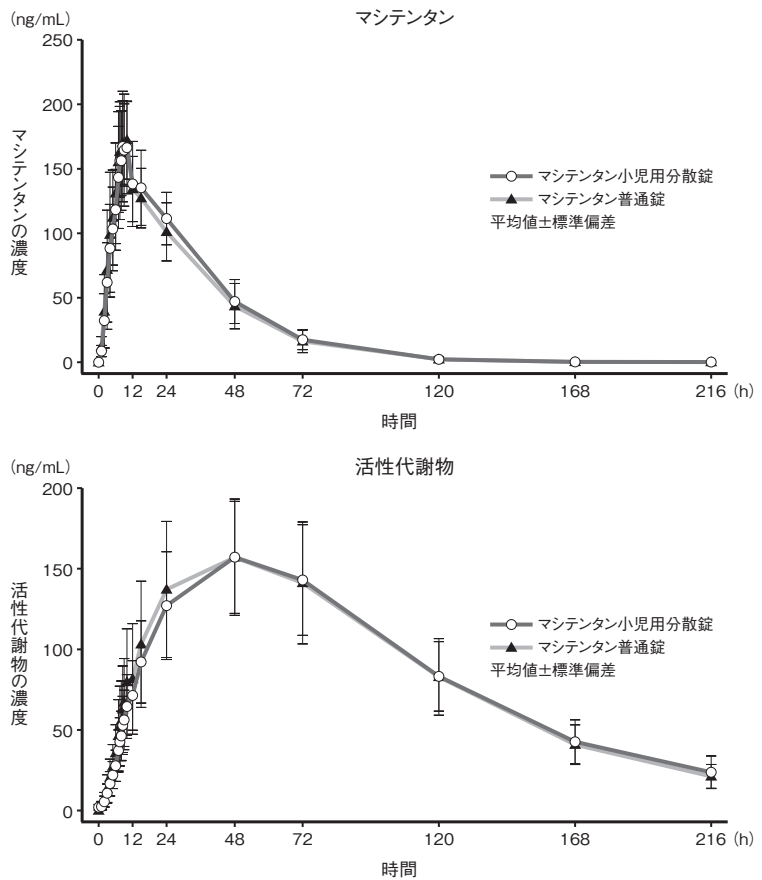 (ng/mL)
マシテンタン
250
200
150
100
50
0
マシテンタンの濃度
マシテンタン小児用分散錠
マシテンタン普通錠
平均値±標準偏差
0 12 24 48 72 120 168 216 (h)
時間
(ng/mL)
活性代謝物
200
150
100
50
0
活性代謝物の濃度
マシテンタン小児用分散錠
マシテンタン普通錠
平均値±標準偏差
0 12 24 48 72 120 168 216 (h)
時間